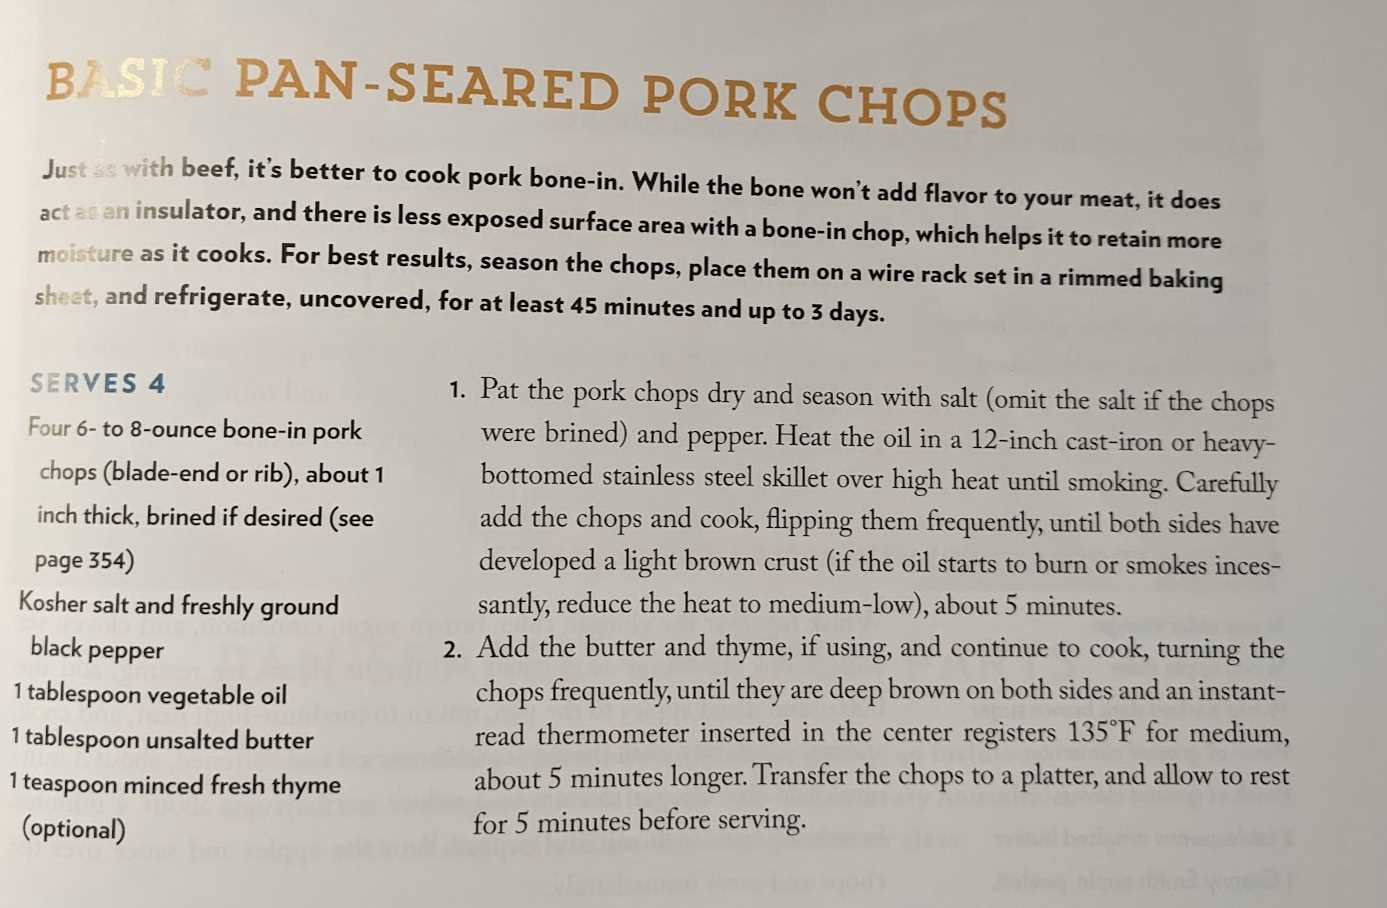 BASIC PAN-SEARED PORK CHOPS
Just as with beef, it's better to cook pork bone-in. While the bone won't add flavor to your meat, it does
act as an insulator, and there is less exposed surface area with a bone-in chop, which helps it to retain more
moisture as it cooks. For best results, season the chops, place them on a wire rack set in a rimmed baking
sheet, and refrigerate, uncovered, for at least 45 minutes and up to 3 days.
SERVES 4
Four 6- to 8-ounce bone-in pork
chops (blade-end or rib), about 1
inch thick, brined if desired (see
page 354)
Kosher salt and freshly ground
black pepper
1 tablespoon vegetable oil
1 tablespoon unsalted butter
1 teaspoon minced fresh thyme
(optional)
1. Pat the pork chops dry and season with salt (omit the salt if the chops
were brined) and pepper. Heat the oil in a 12-inch cast-iron or heavy-
bottomed stainless steel skillet over high heat until smoking. Carefully
add the chops and cook, flipping them frequently, until both sides have
developed a light brown crust (if the oil starts to burn or smokes inces-
santly, reduce the heat to medium-low), about 5 minutes.
2. Add the butter and thyme, if using, and continue to cook, turning the
chops frequently, until they are deep brown on both sides and an instant-
read thermometer inserted in the center registers 135°F for medium,
about 5 minutes longer. Transfer the chops to a platter, and allow to rest
for 5 minutes before serving.